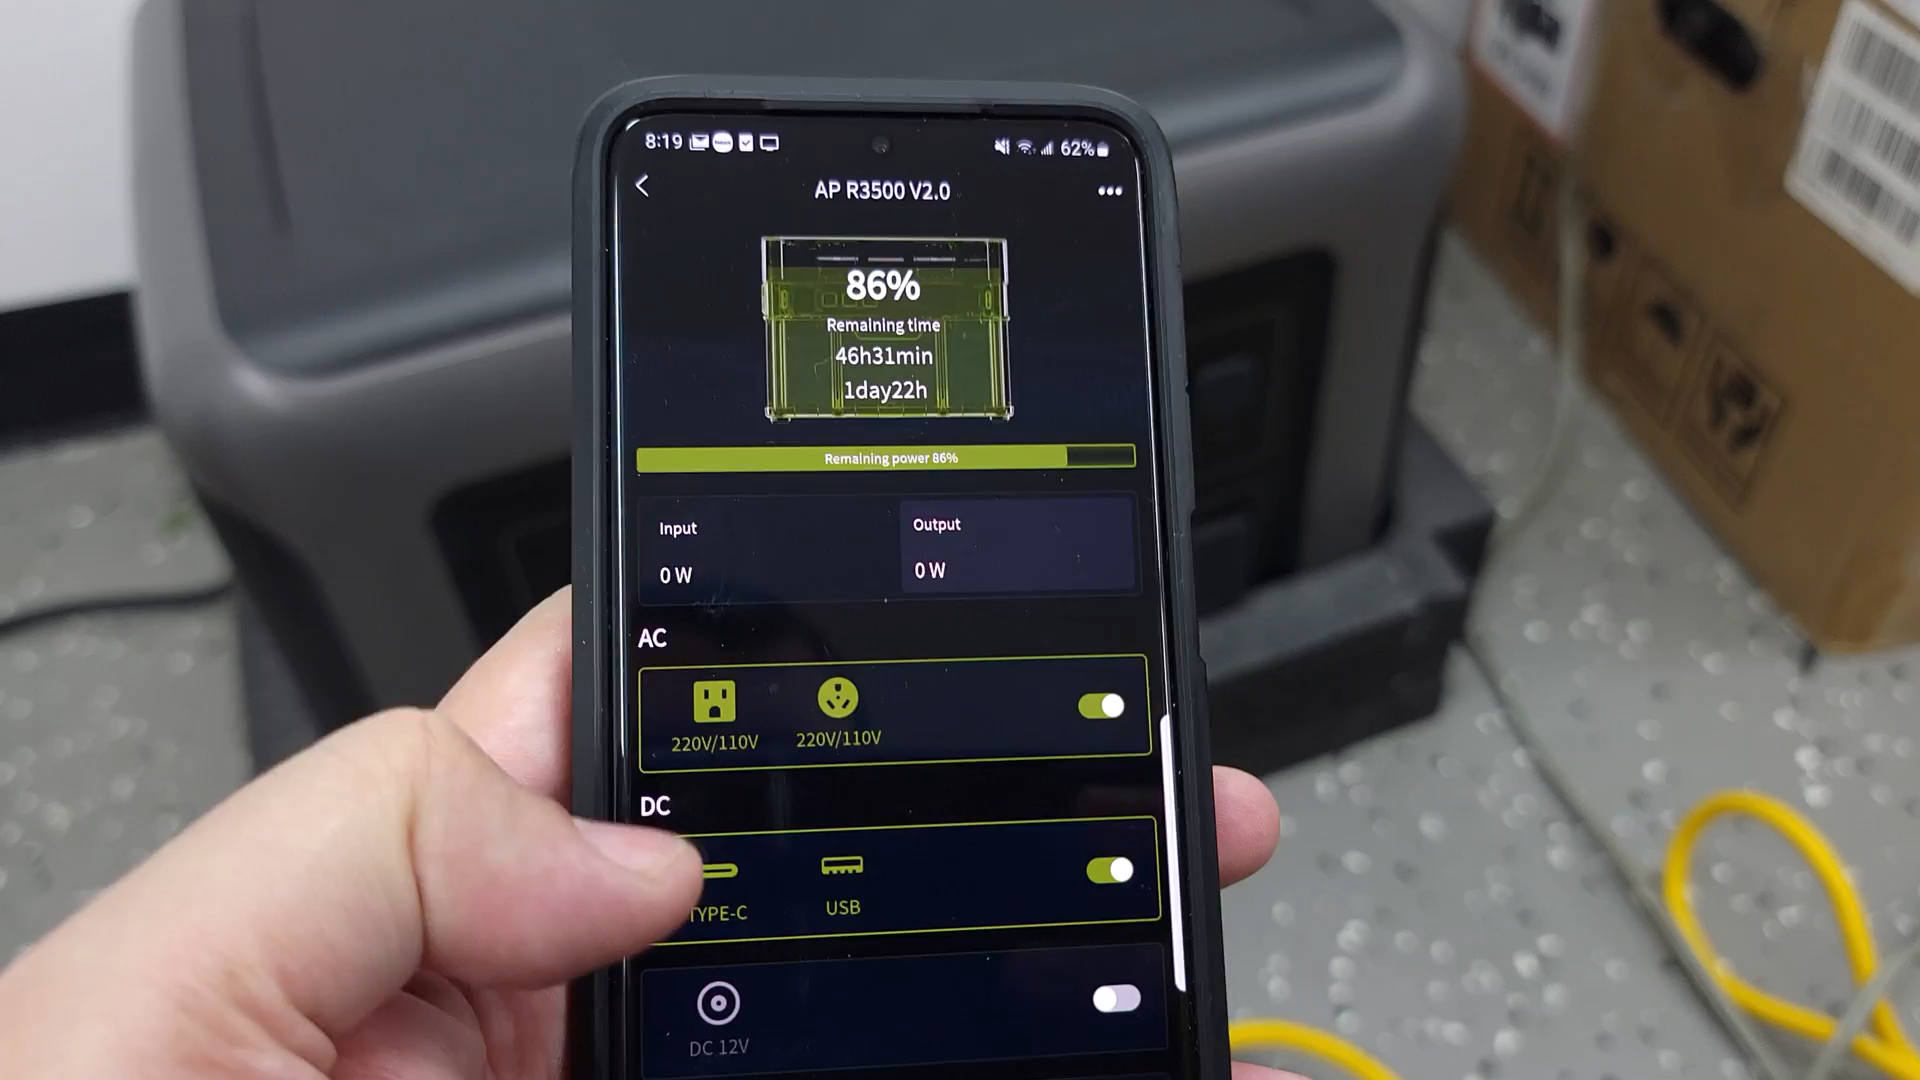 8:19
62%
AP R3500 V2.0
86%
Remaining time
46h31min
1day22h
Remaining power 86%
Input
Output
0 W
0 W
AC
220V/110V
220V/110V
DC
TYPE-C
USB
DC 12V